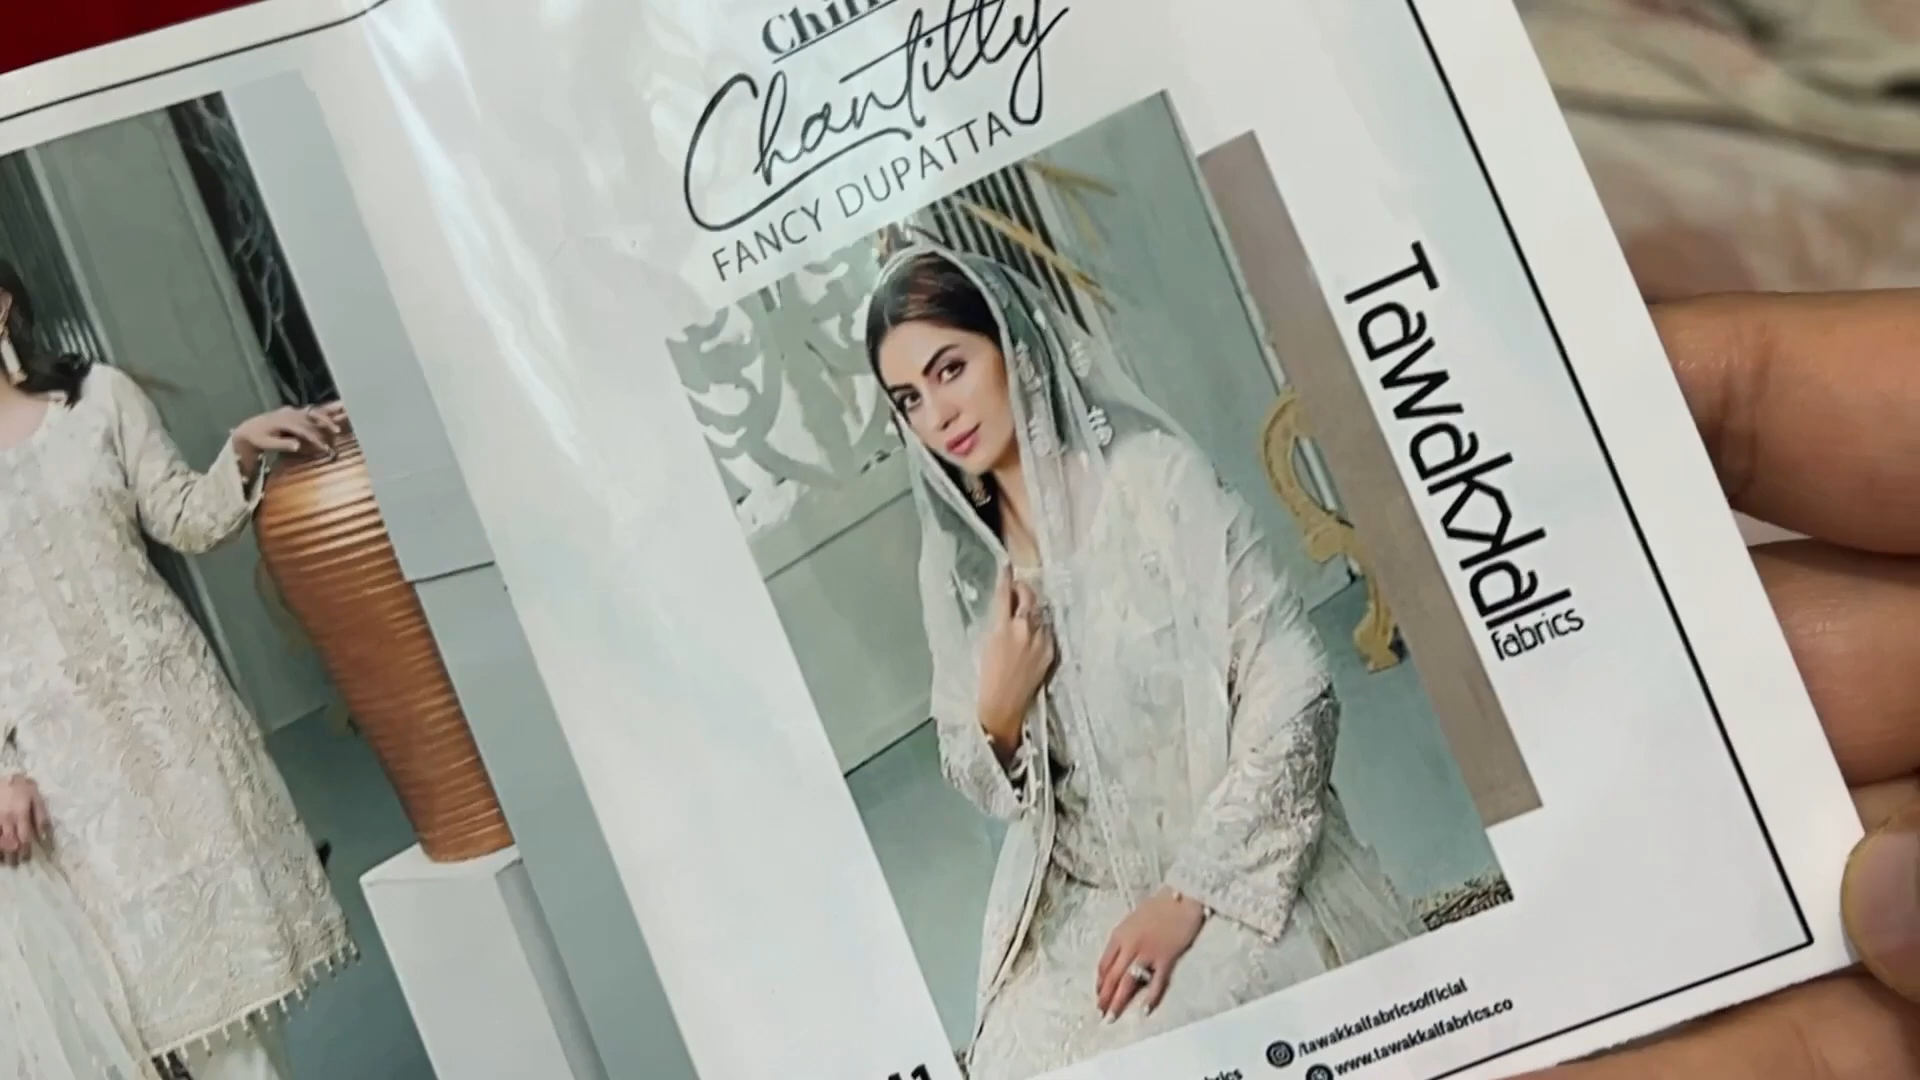 Chantilly
FANCY DUPATTA
Tawakkal
fabrics
/tawakkalfabricsofficial
www.tawakkalfabrics.co